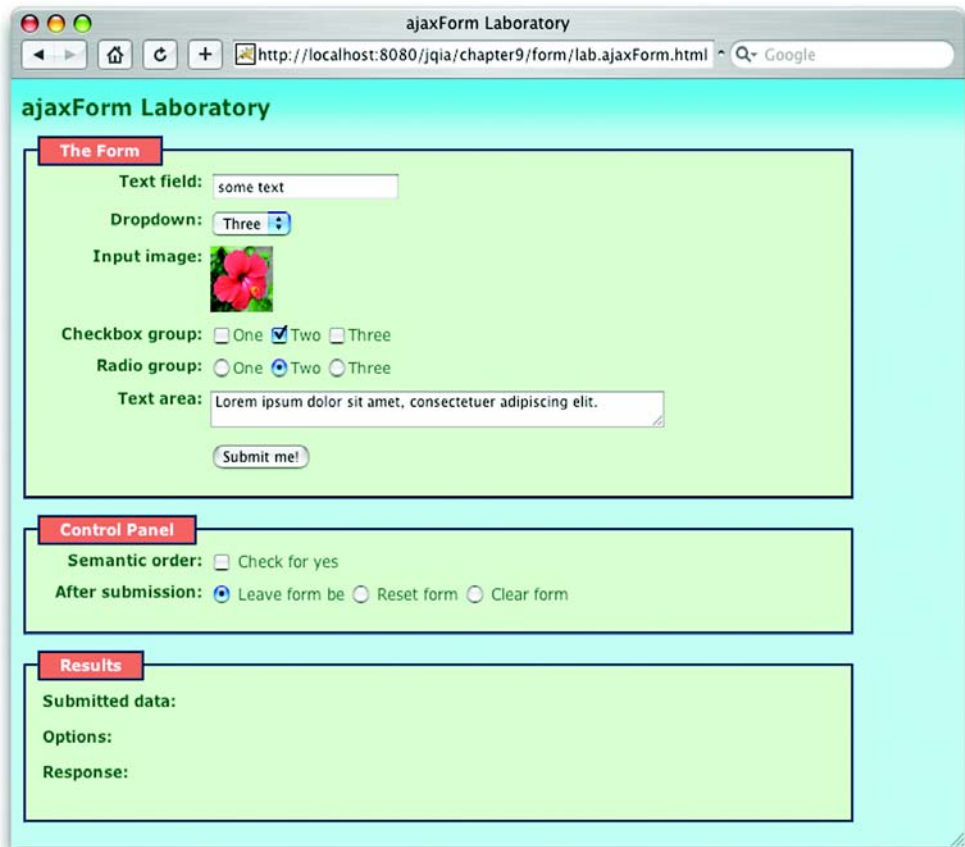 ajaxForm Laboratory
http://localhost:8080/jqia/chapter9/form/lab.ajaxForm.html Google
ajaxForm Laboratory
The Form
Text field: some text
Dropdown: Three
Input image:
Checkbox group: One Two Three
Radio group: One Two Three
Text area: Lorem ipsum dolor sit amet, consectetuer adipiscing elit.
Submit me!
Control Panel
Semantic order: Check for yes
After submission: Leave form be Reset form Clear form
Results
Submitted data:
Options:
Response: